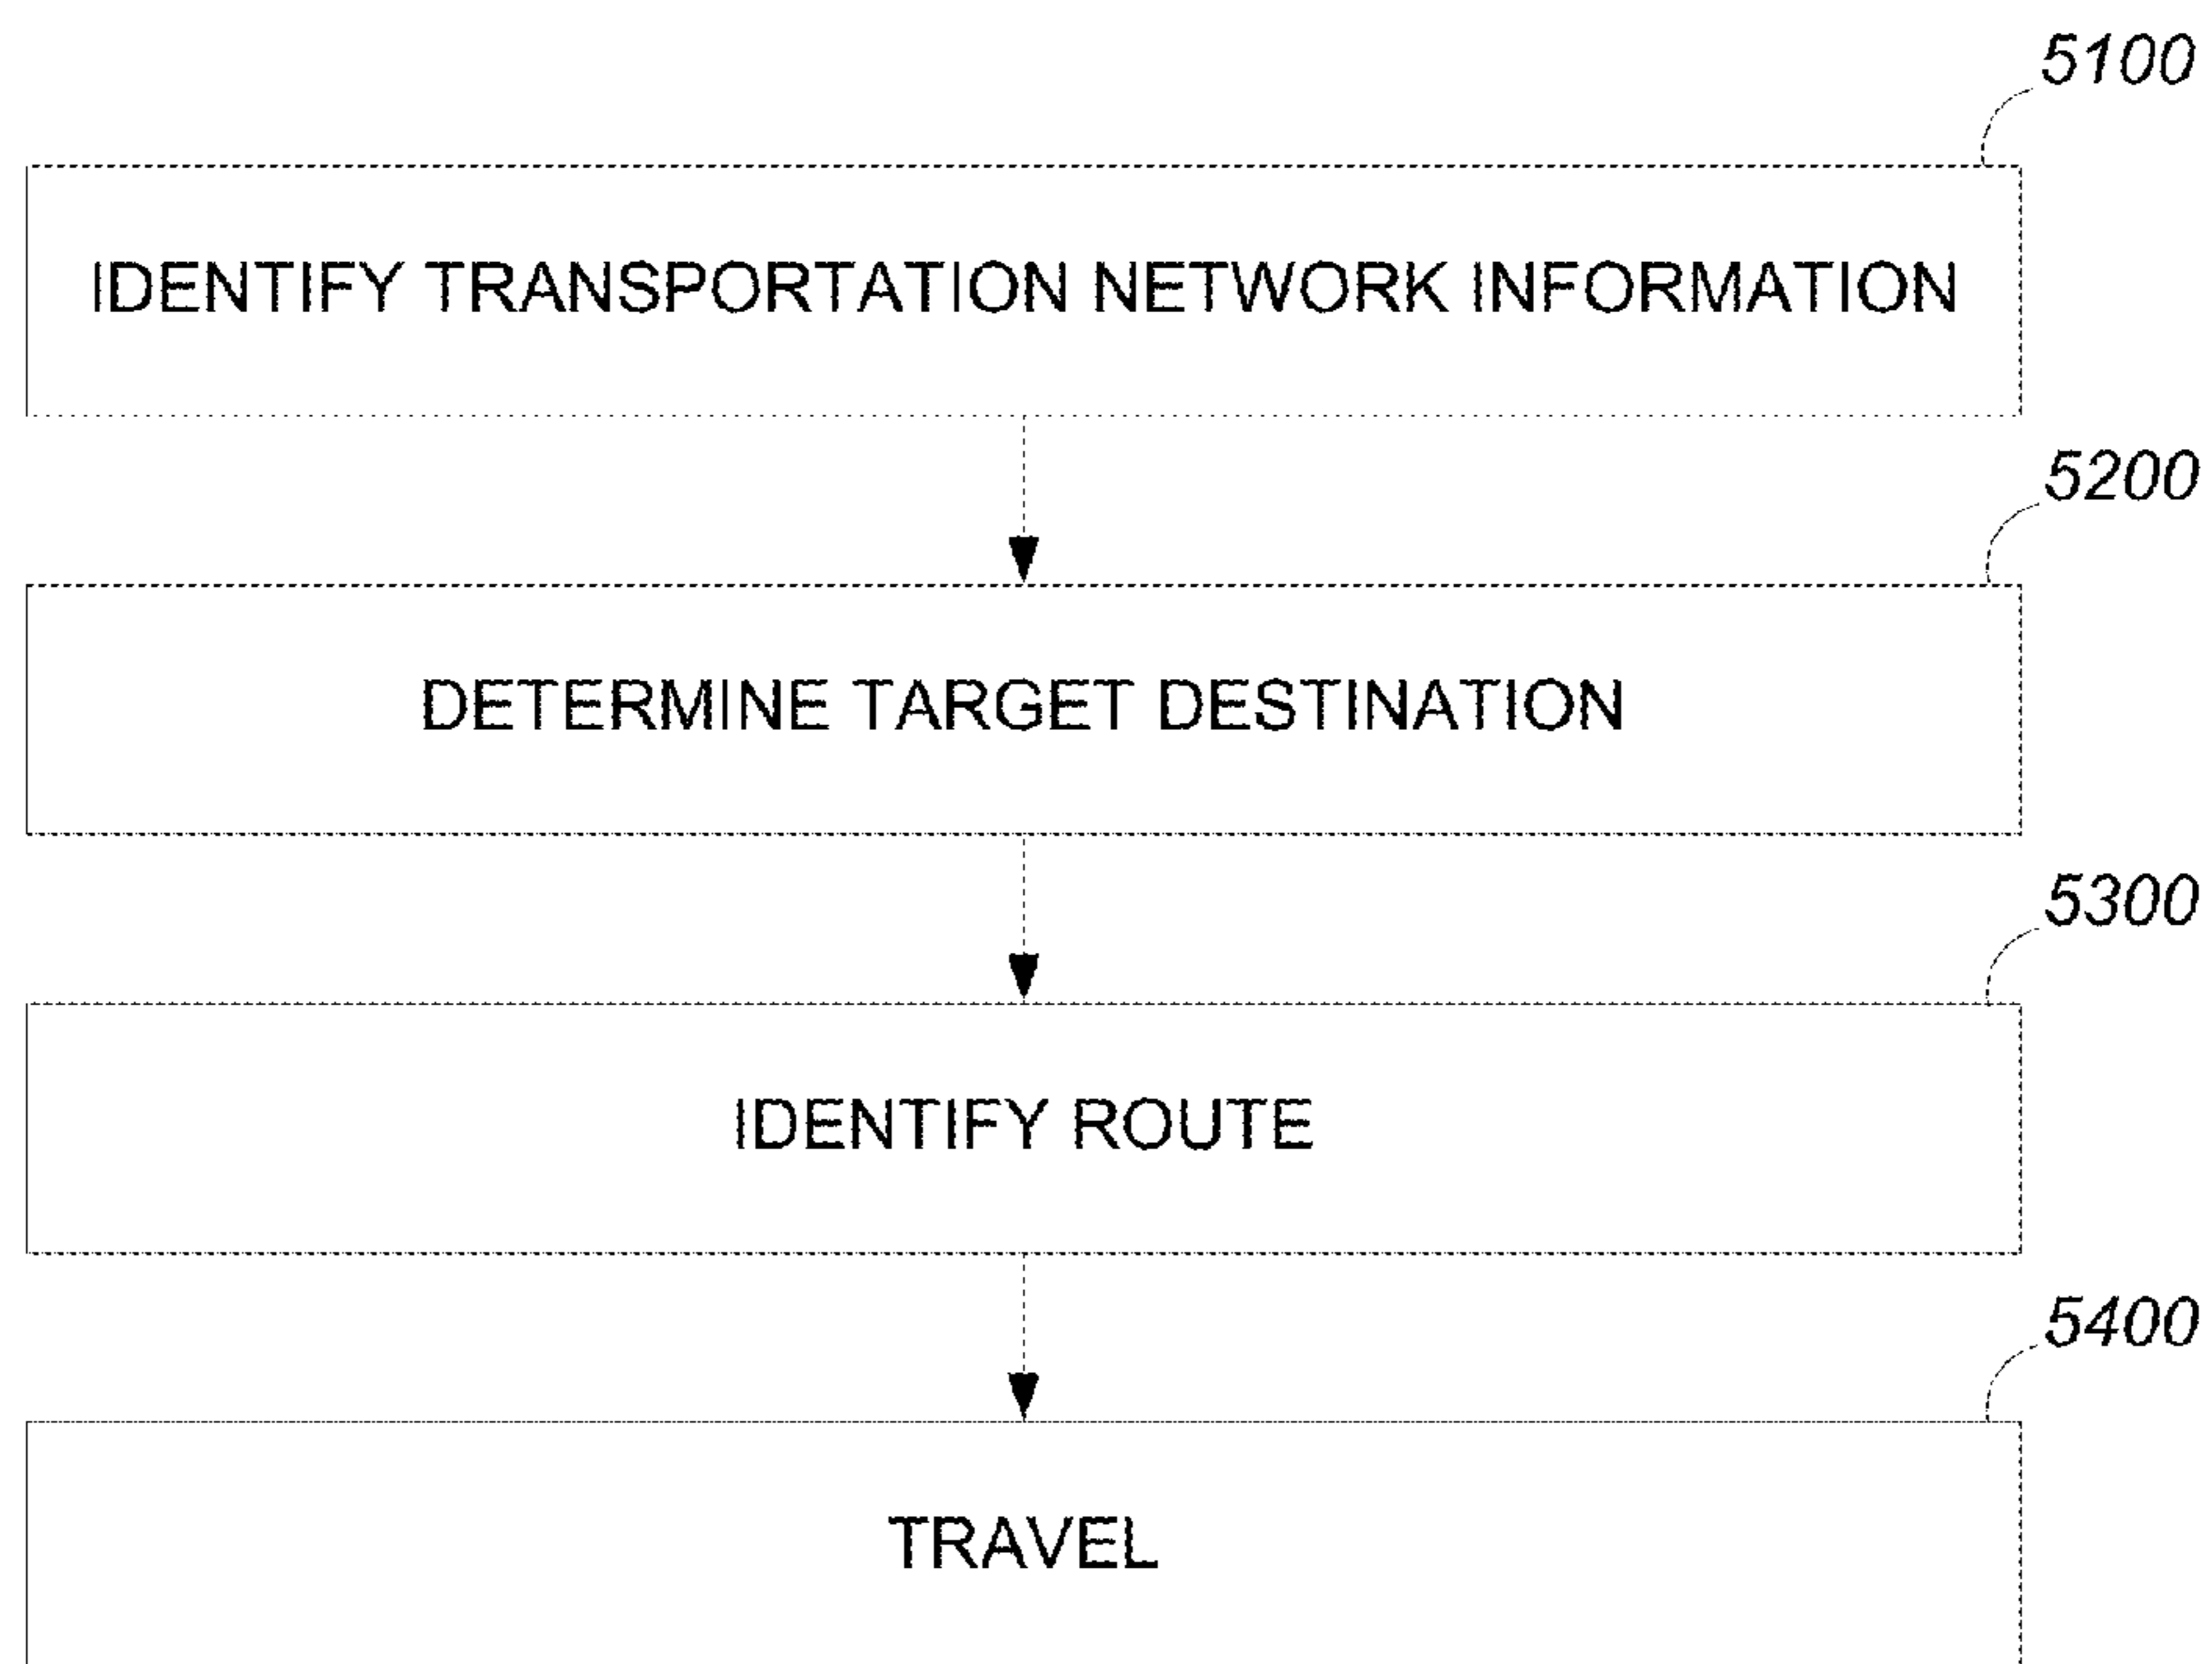 5100
IDENTIFY TRANSPORTATION NETWORK INFORMATION
5200
DETERMINE TARGET DESTINATION
5300
IDENTIFY ROUTE
5400
TRAVEL